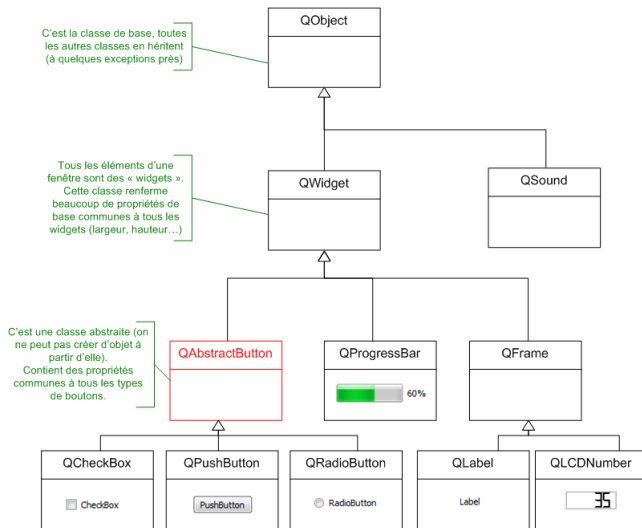 QObject
C'est la classe de base, toutes
les autres classes en héritent
(à quelques exceptions près)
Tous les éléments d'une
fenêtre sont des « widgets ».
Cette classe renferme
beaucoup de propriétés de
base communes à tous les
widgets (largeur, hauteur...)
QWidget
QSound
C'est une classe abstraite (on
ne peut pas créer d'objet à
partir d'elle).
Contient des propriétés
communes à tous les types
de boutons.
QAbstractButton
QProgressBar
60%
QFrame
QCheckBox
CheckBox
QPushButton
PushButton
QRadioButton
RadioButton
QLabel
Label
QLCDNumber
35